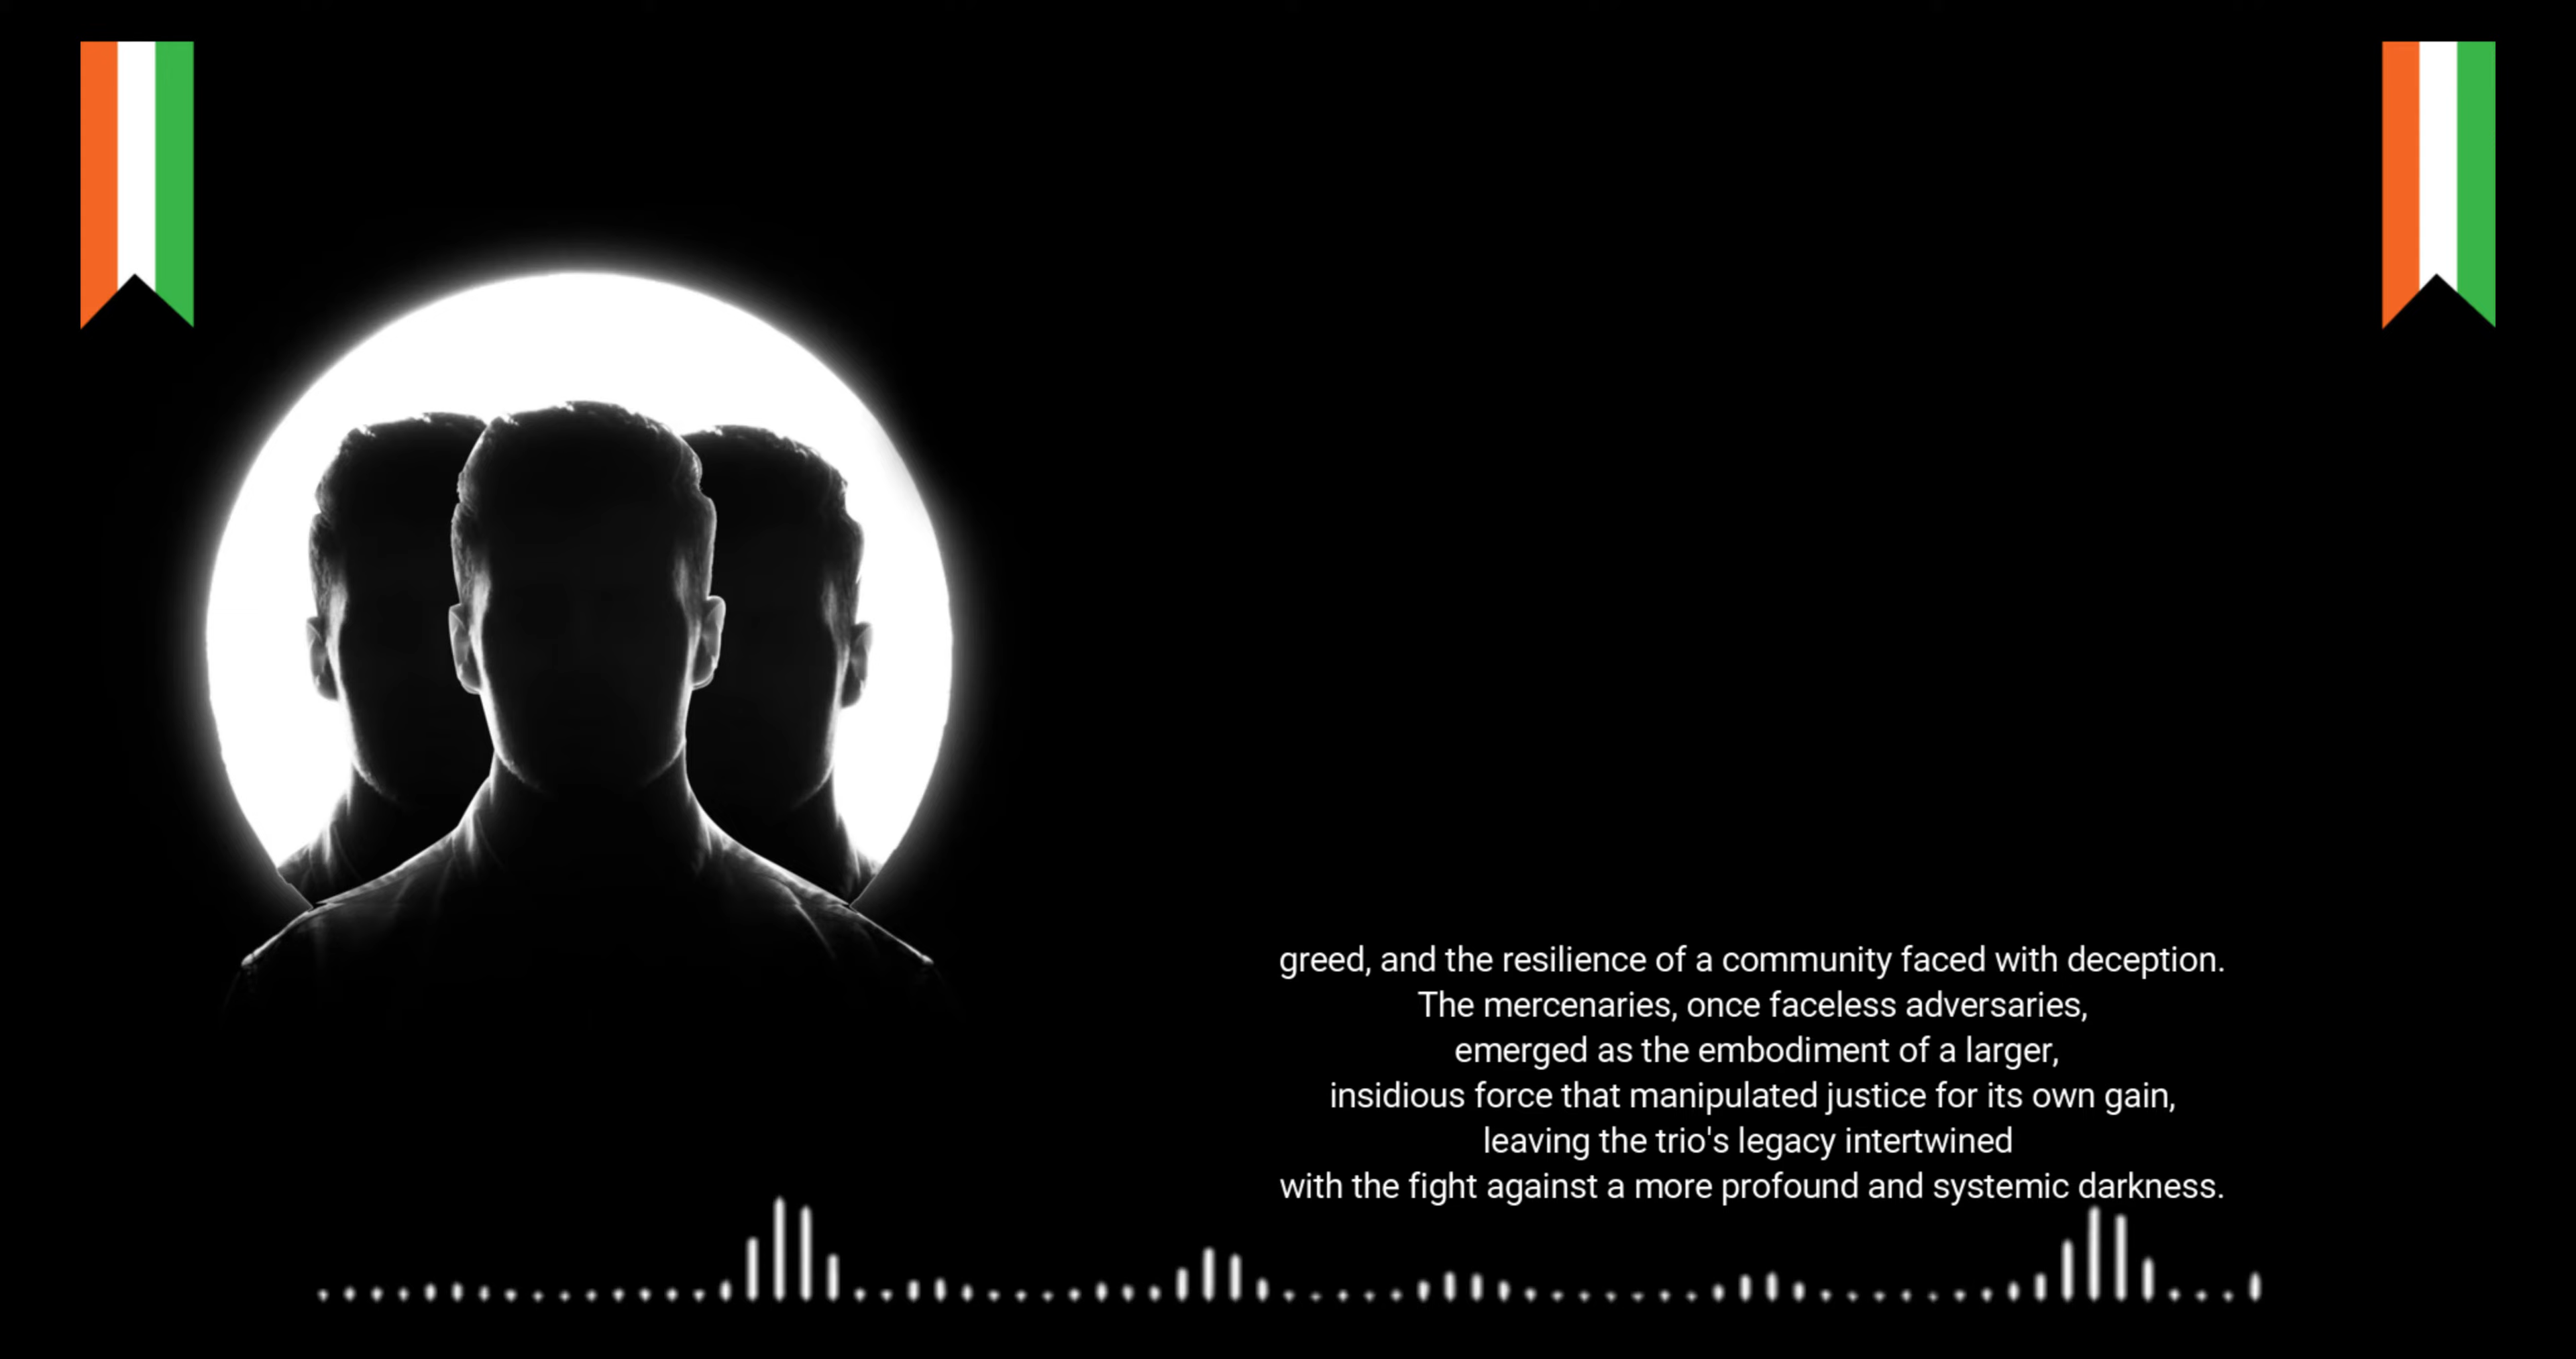 greed, and the resilience of a community faced with deception.
The mercenaries, once faceless adversaries,
emerged as the embodiment of a larger,
insidious force that manipulated justice for its own gain,
leaving the trio's legacy intertwined
with the fight against a more profound and systemic darkness.